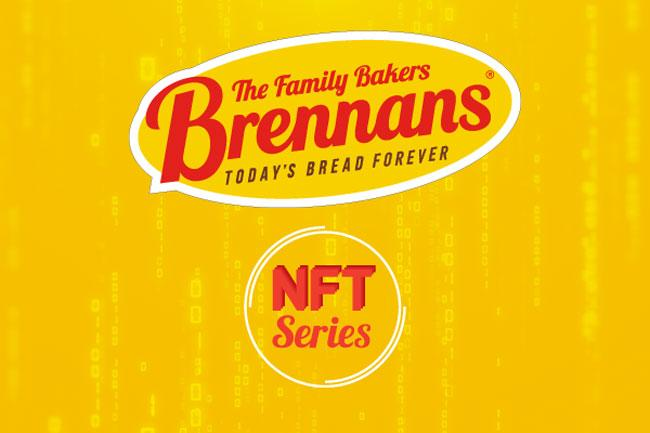 The Family Bakers
Brennans®
TODAY'S BREAD FOREVER
NFT
Series